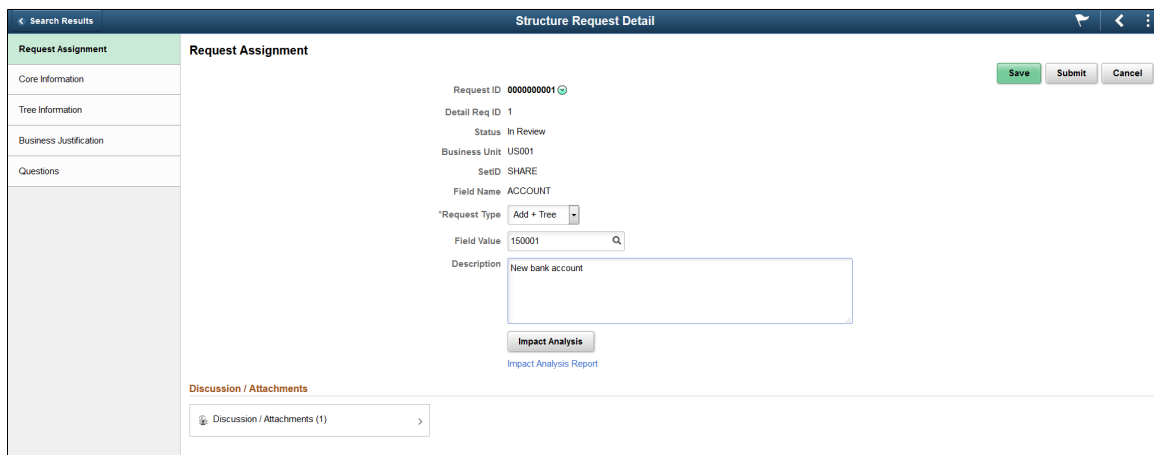 Search Results
Structure Request Detail
Request Assignment
Core Information
Tree Information
Business Justification
Questions
Request Assignment
Save Submit Cancel
Request ID 0000000001
Detail Req ID 1
Status In Review
Business Unit US001
SetID SHARE
Field Name ACCOUNT
*Request Type Add + Tree
Field Value 150001
Description New bank account
Impact Analysis
Impact Analysis Report
Discussion / Attachments
Discussion / Attachments (1)